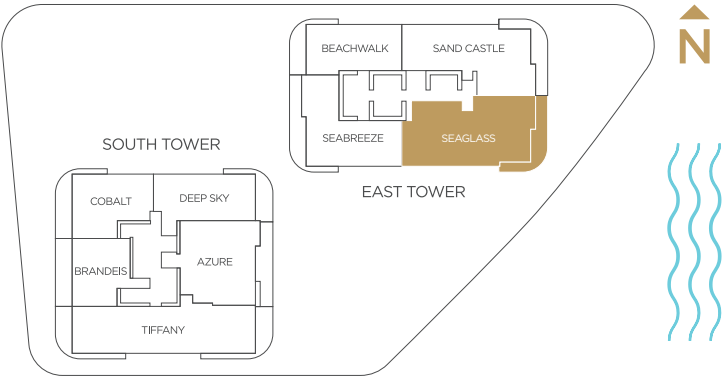 BEACHWALK
SAND CASTLE
N
SEABREEZE
SEAGLASS
SOUTH TOWER
EAST TOWER
COBALT
DEEP SKY
BRANDEIS
AZURE
TIFFANY